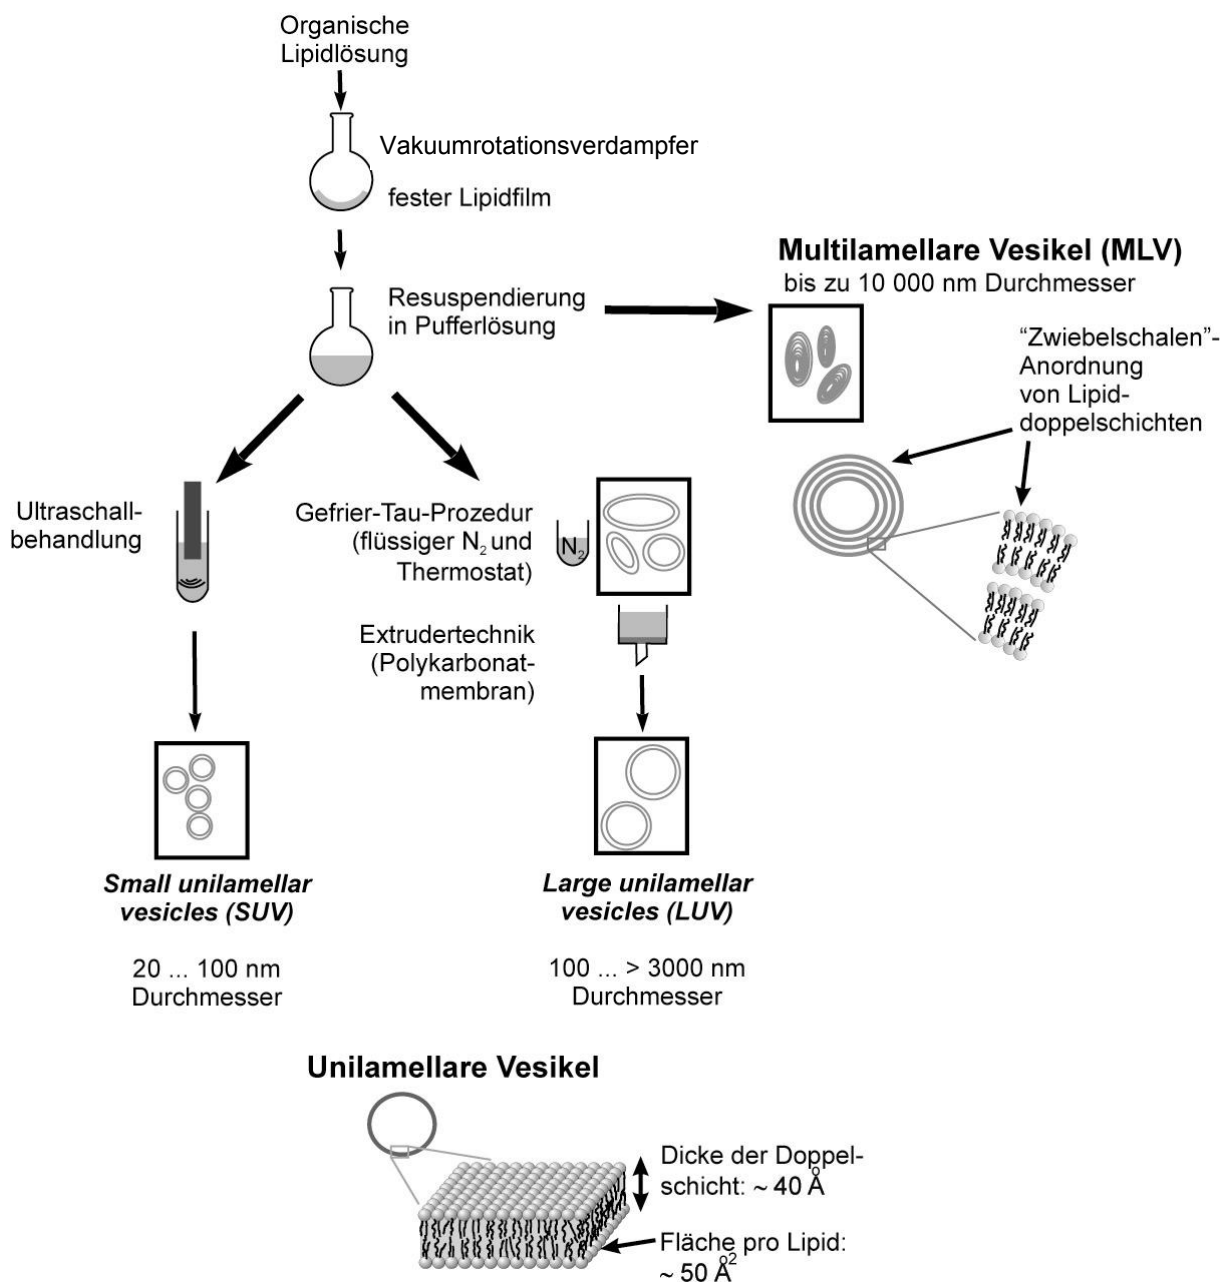 Organische
Lipidlösung
Vakuumrotationsverdampfer
fester Lipidfilm
Resuspendierung
in Pufferlösung
Multilamellare Vesikel (MLV)
bis zu 10 000 nm Durchmesser
“Zwiebelschalen”-
Anordnung
von Lipid-
doppelschichten
Ultraschall-
behandlung
Gefrier-Tau-Prozedur
(flüssiger N₂ und
Thermostat)
N₂
Extrudertechnik
(Polykarbonat-
membran)
Small unilamellar
vesicles (SUV)
20 ... 100 nm
Durchmesser
Large unilamellar
vesicles (LUV)
100 ... > 3000 nm
Durchmesser
Unilamellare Vesikel
Dicke der Doppel-
schicht: ~ 40 Å
Fläche pro Lipid:
~ 50 Å²